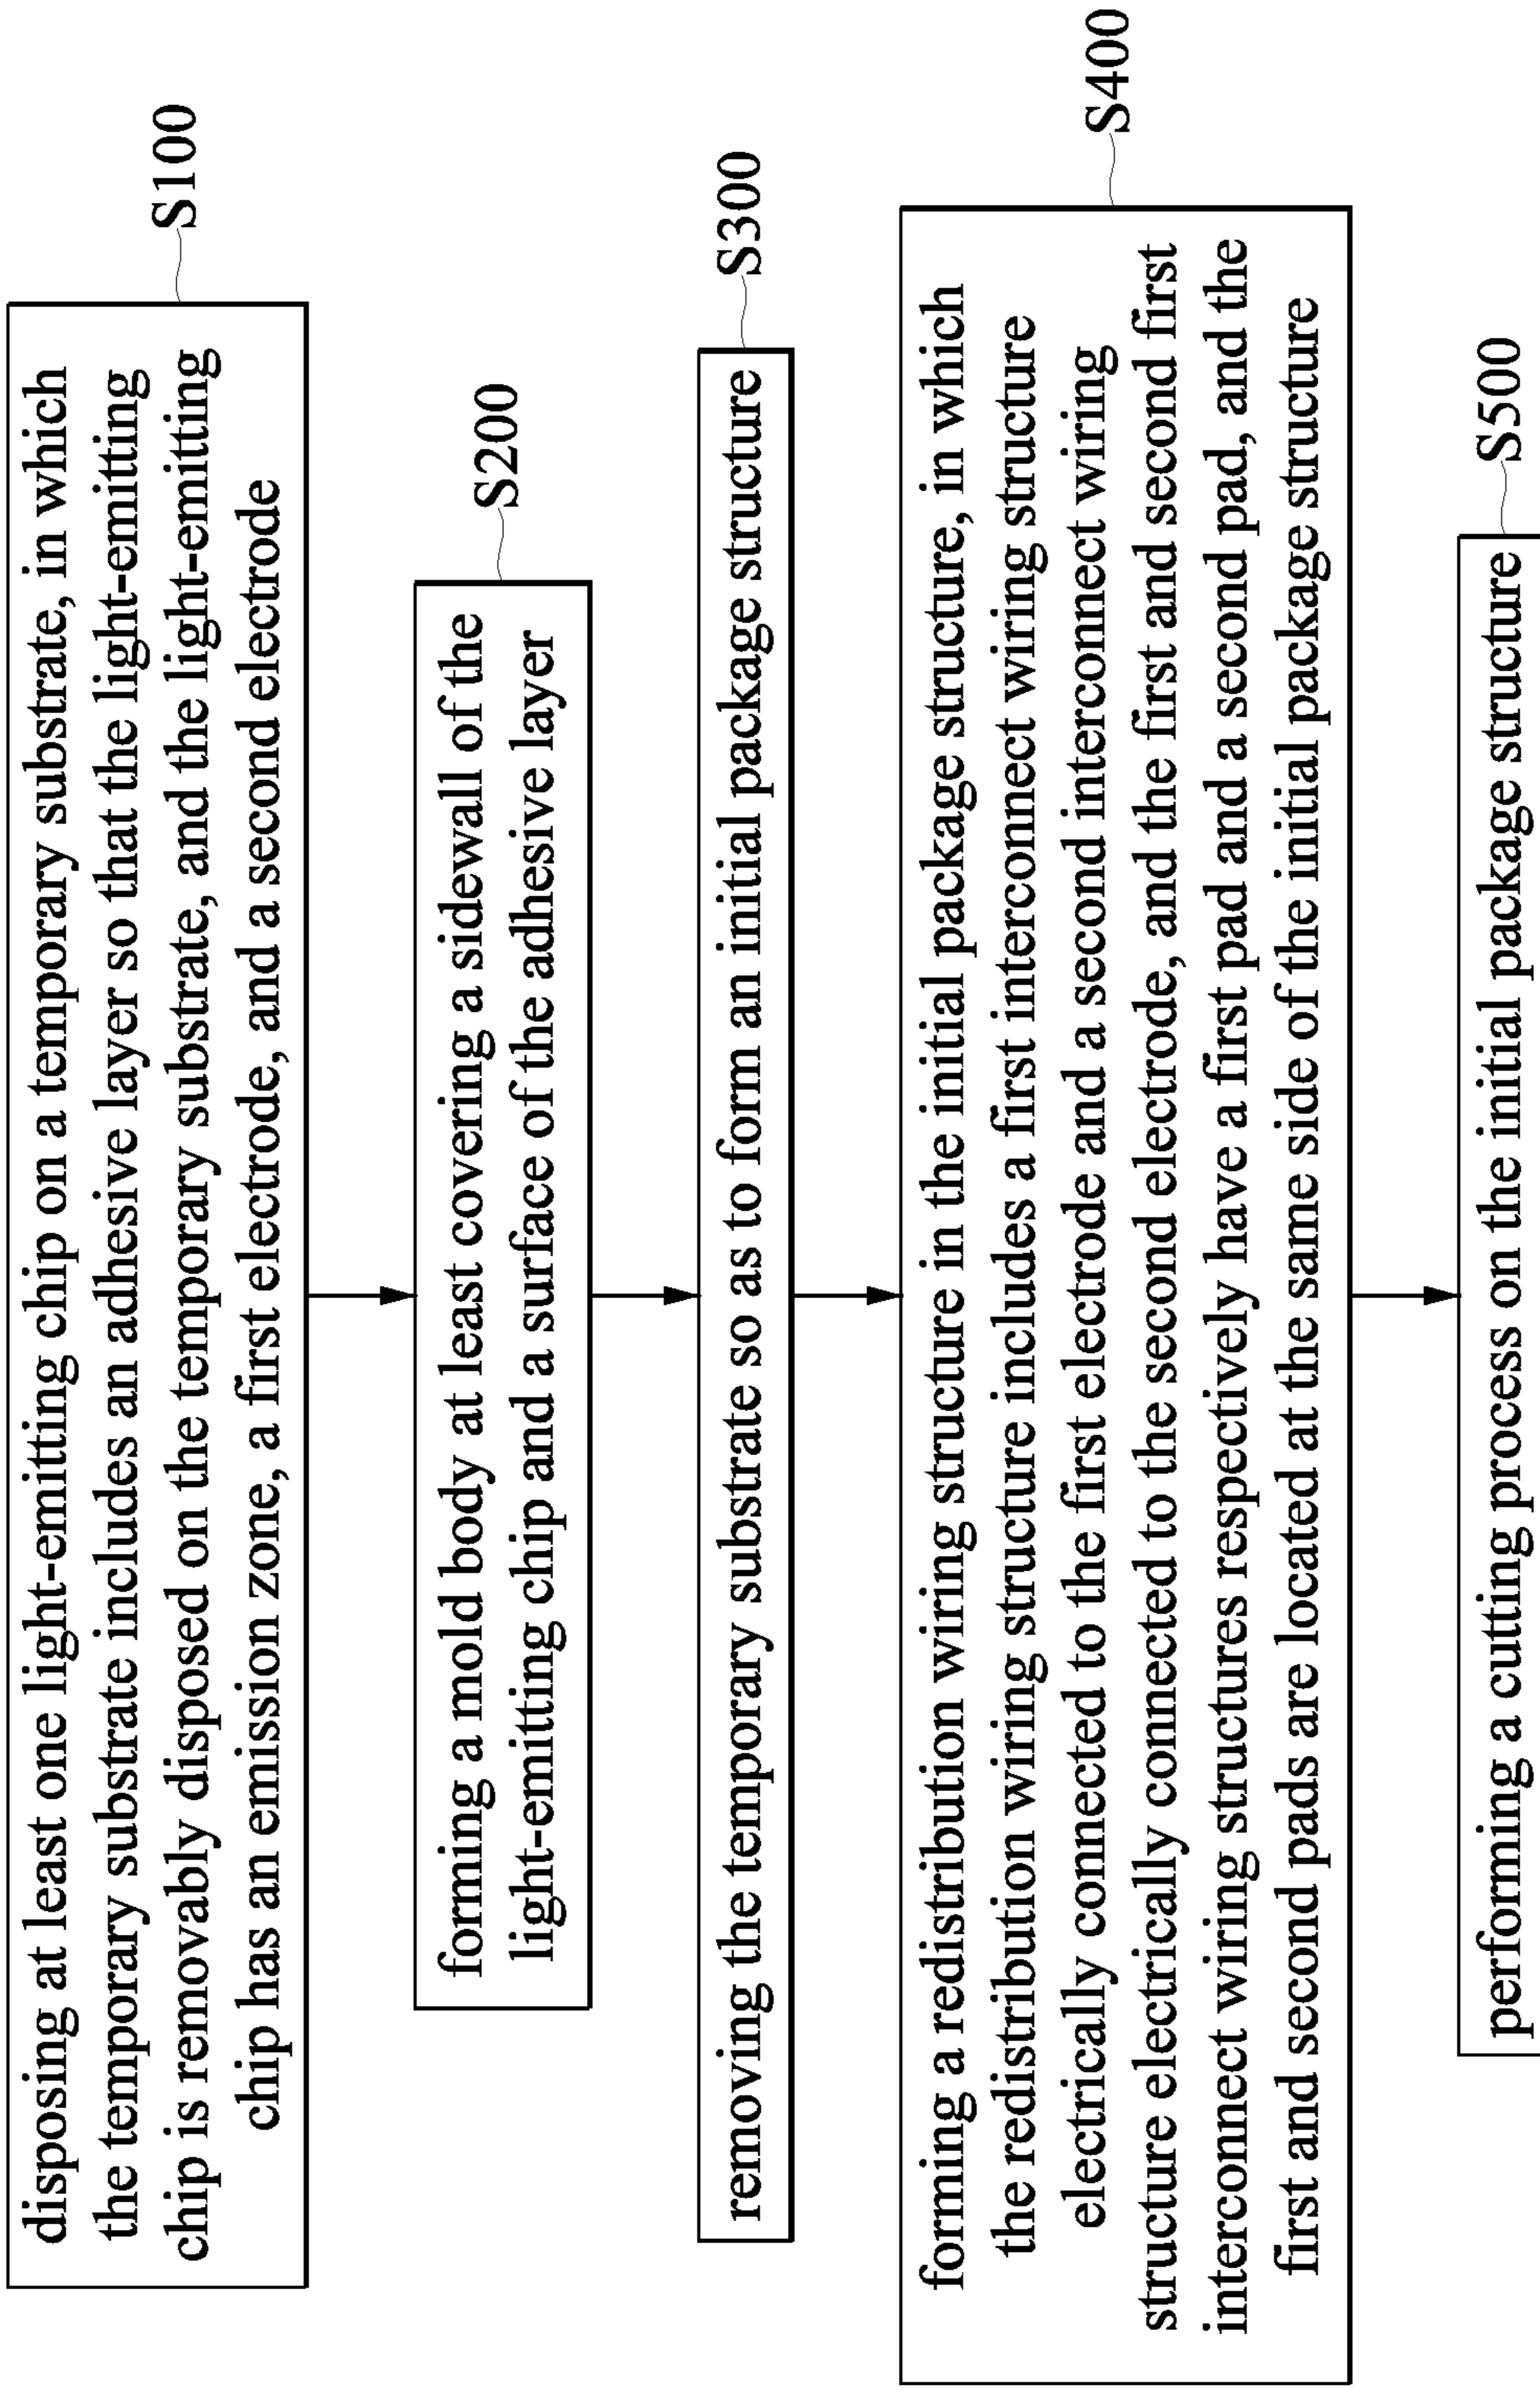 disposing at least one light-emitting chip on a temporary substrate, in which
the temporary substrate includes an adhesive layer so that the light-emitting
chip is removably disposed on the temporary substrate, and the light-emitting
chip has an emission zone, a first electrode, and a second electrode
S100
forming a mold body at least covering a sidewall of the
light-emitting chip and a surface of the adhesive layer
S200
removing the temporary substrate so as to form an initial package structure
S300
forming a redistribution wiring structure in the initial package structure, in which
the redistribution wiring structure includes a first interconnect wiring structure
electrically connected to the first electrode and a second interconnect wiring
structure electrically connected to the second electrode, and the first and second first
interconnect wiring structures respectively have a first pad and a second pad, and the
first and second pads are located at the same side of the initial package structure
S400
performing a cutting process on the initial package structure
S500